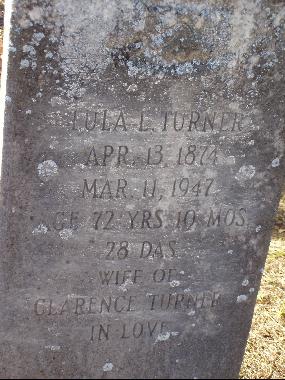 LULA L. TURNER
APR. 13, 1874
MAR. 11, 1947
AGE 72 YRS 10 MOS
28 DAS
WIFE OF
CLARENCE TURNER
IN LOVE